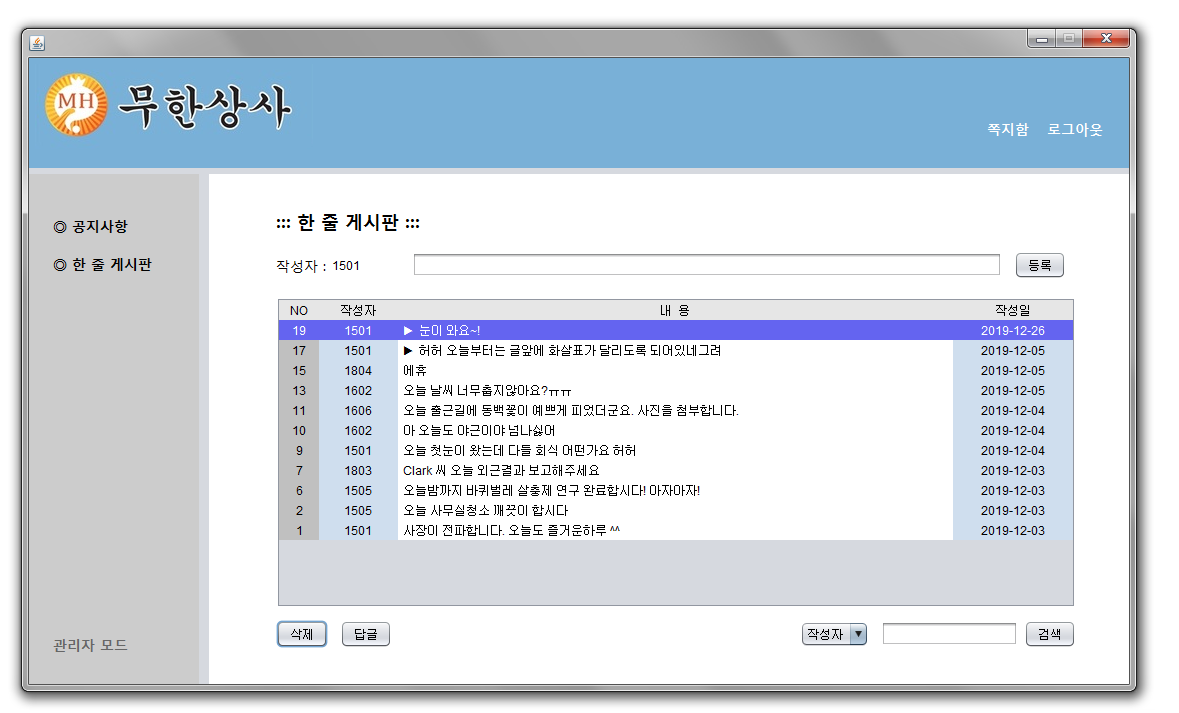 MH 무한상사
쪽지함 로그아웃
◎ 공지사항
◎ 한 줄 게시판
::: 한 줄 게시판 :::
작성자 : 1501 등록
NO 작성자 내 용 작성일
19 1501 ▶ 눈이 와요~! 2019-12-26
17 1501 ▶ 허허 오늘부터는 글앞에 화살표가 달리도록 되어있네그려 2019-12-05
15 1804 에휴 2019-12-05
13 1602 오늘 날씨 너무춥지않아요?ㅠㅠ 2019-12-05
11 1606 오늘 출근길에 동백꽃이 예쁘게 피었더군요. 사진을 첨부합니다. 2019-12-04
10 1602 아 오늘도 야근이야 넘나싫어 2019-12-04
9 1501 오늘 첫눈이 왔는데 다들 회식 어떤가요 허허 2019-12-04
7 1803 Clark 씨 오늘 외근결과 보고해주세요 2019-12-03
6 1505 오늘밤까지 바퀴벌레 살충제 연구 완료합시다! 아자아자! 2019-12-03
2 1505 오늘 사무실청소 깨끗이 합시다 2019-12-03
1 1501 사장이 전파합니다. 오늘도 즐거운하루 ^^ 2019-12-03
삭제 답글 작성자 ▼ 검색
관리자 모드